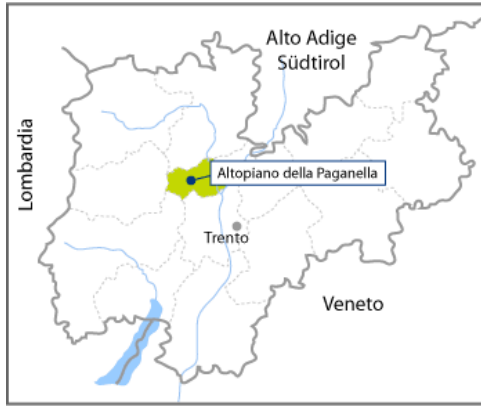 Alto Adige
Südtirol
Lombardia
Altopiano della Paganella
Trento
Veneto